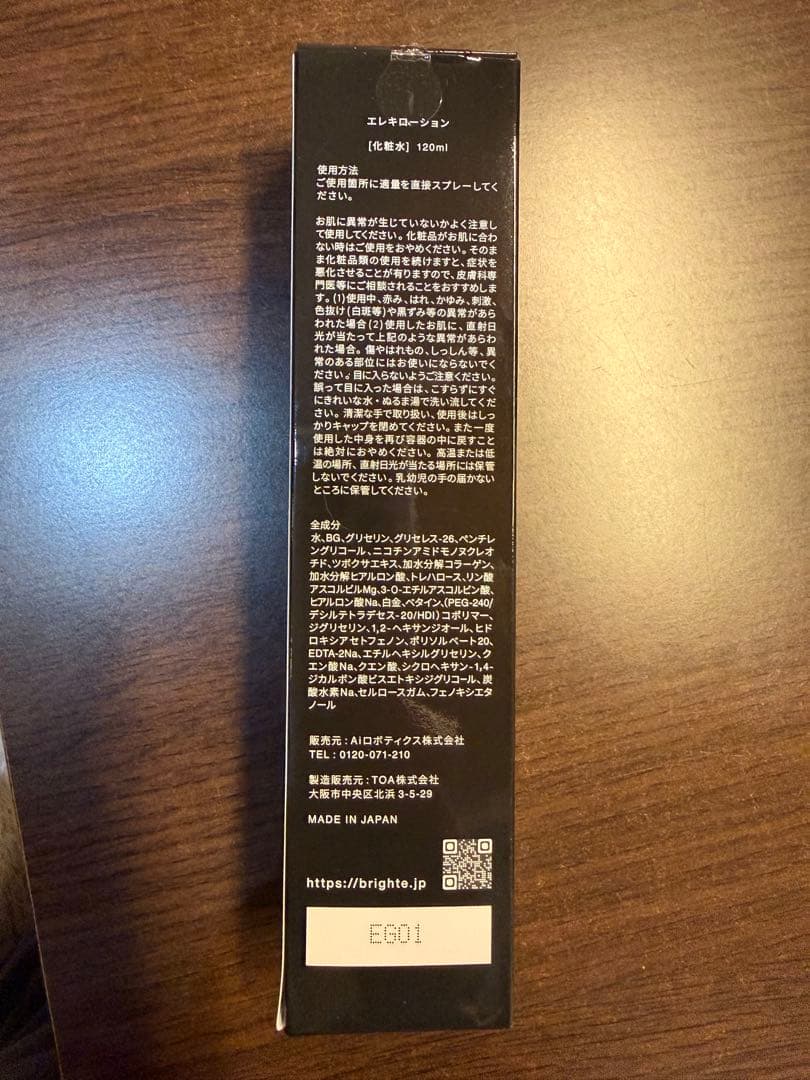 エレキローション
[化粧水] 120ml
使用方法
ご使用箇所に適量を直接スプレーしてく
ださい。
お肌に異常が生じていないかよく注意し
て使用してください。化粧品がお肌に合わ
ない時はご使用をおやめください。そのま
ま化粧品類の使用を続けますと、症状を
悪化させることが有りますので、皮膚科専
門医等にご相談されることをおすすめしま
す。(1)使用中、赤み、はれ、かゆみ、刺激、
色抜け(白斑等)や黒ずみ等の異常があら
われた場合(2)使用したお肌に、直射日
光が当たって上記のような異常があらわ
れた場合。傷やはれもの、しっしん等、異
常のある部位にはお使いにならないでく
ださい。目に入らないようご注意ください。
誤って目に入った場合は、こすらずにすぐ
にきれいな水・ぬるま湯で洗い流してくだ
さい。清潔な手で取り扱い、使用後はしっ
かりキャップを閉めてください。また一度
使用した中身を再び容器の中に戻すこと
は絶対におやめください。高温または低
温の場所、直射日光が当たる場所には保管
しないでください。乳幼児の手の届かない
ところに保管してください。
全成分
水、BG、グリセリン、グリセレス-26、ペンチレ
ングリコール、ニコチンアミドモノヌクレオ
チド、ツボクサエキス、加水分解コラーゲン、
加水分解ヒアルロン酸、トレハロース、リン酸
アスコルビルMg、3-O-エチルアスコルビン酸、
ヒアルロン酸Na、白金、ベタイン、(PEG-240/
デシルテトラデセス-20/HDI)コポリマー、
ジグリセリン、1,2-ヘキサンジオール、ヒド
ロキシアセトフェノン、ポリソルベート20、
EDTA-2Na、エチルヘキシルグリセリン、ク
エン酸Na、クエン酸、シクロヘキサン-1,4-
ジカルボン酸ビスエトキシジグリコール、炭
酸水素Na、セルロースガム、フェノキシエタ
ノール
販売元：Aiロボティクス株式会社
TEL：0120-071-210
製造販売元：TOA株式会社
大阪市中央区北浜 3-5-29
MADE IN JAPAN
https://brighte.jp
EG01